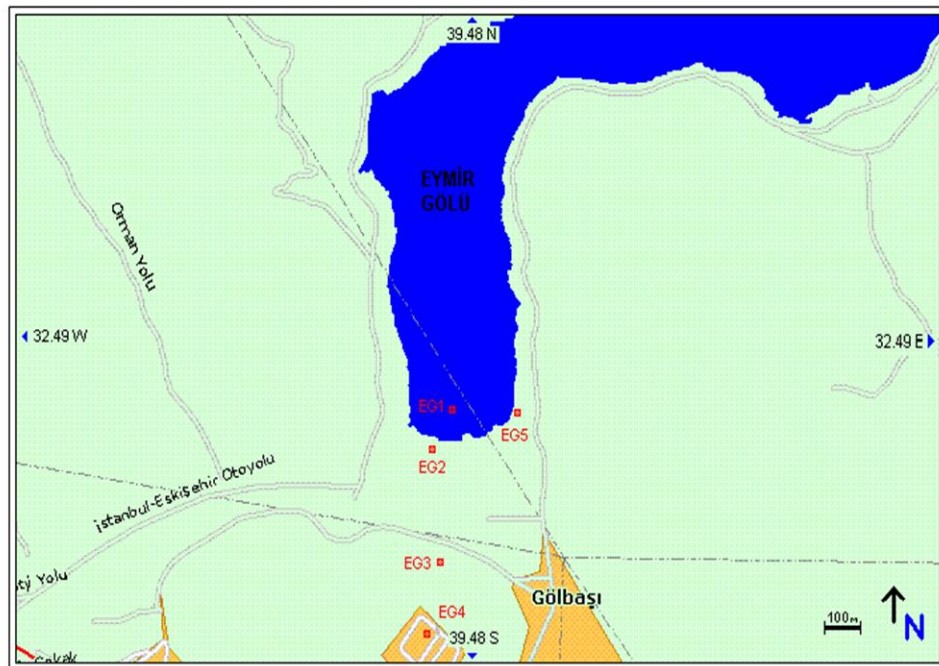 39.48 N
EYMİR
GÖLÜ
Orman Yolu
32.49 W
32.49 E
EG1
EG5
EG2
İstanbul-Eskişehir Otoyolu
EG3
Yolu
Gölbaşı
EG4
39.48 S
100m
N